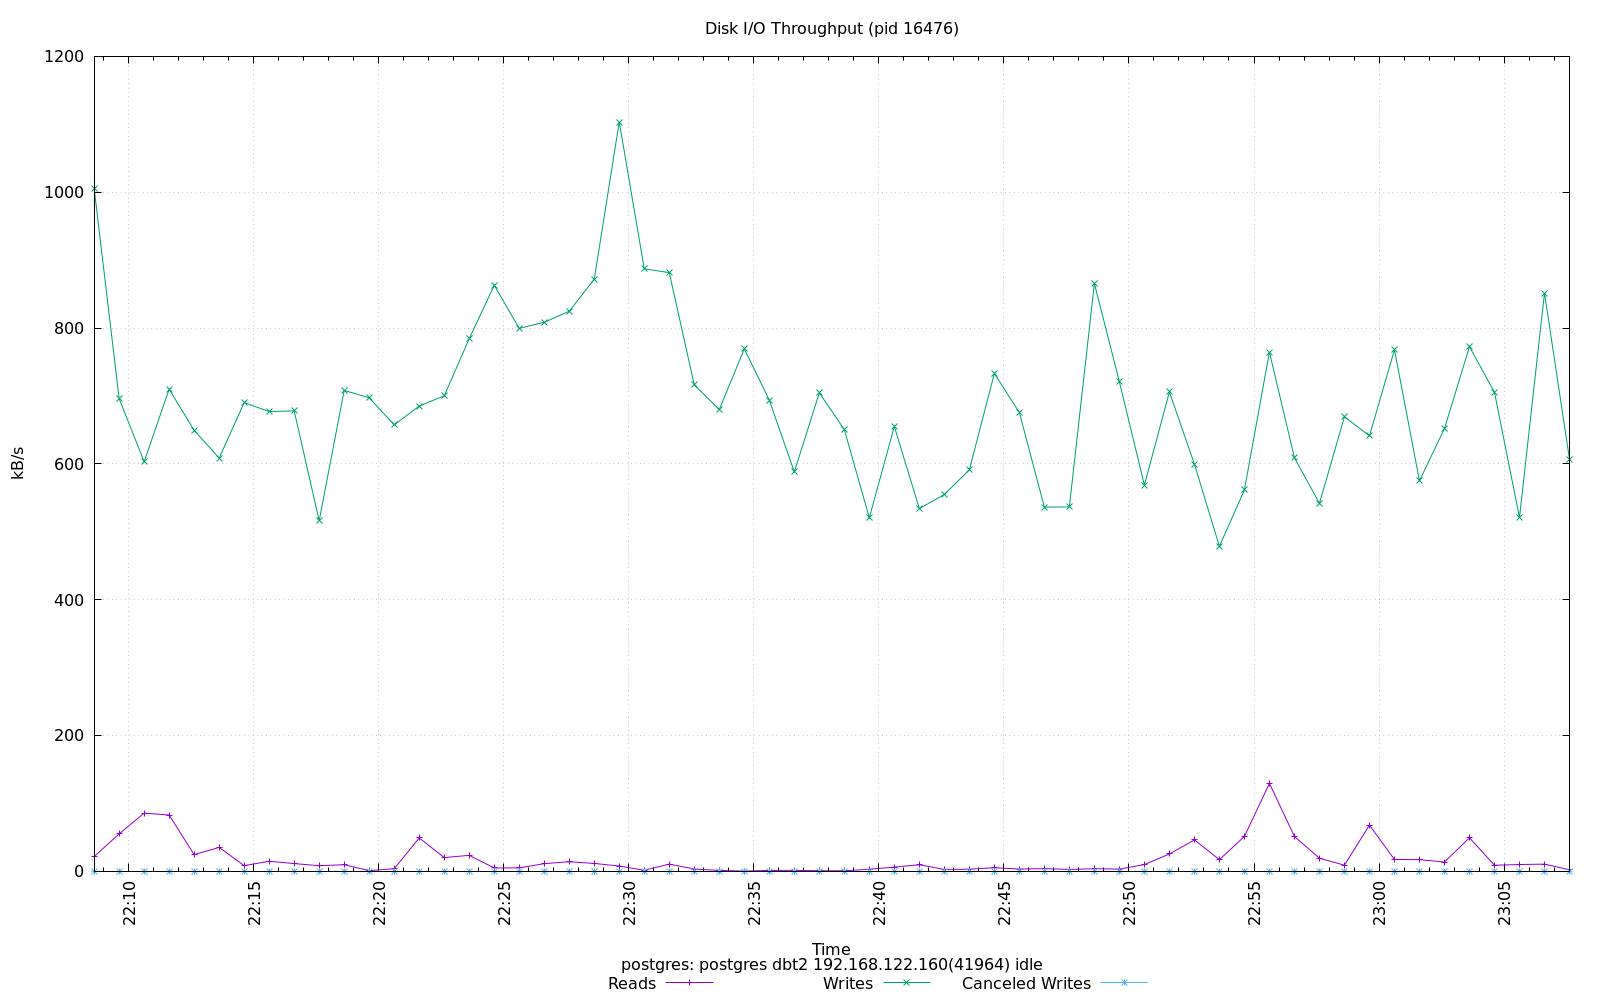 Disk I/O Throughput (pid 16476)
1200
1000
800
600
400
200
0
kB/s
22:10
22:15
22:20
22:25
22:30
22:35
22:40
22:45
22:50
22:55
23:00
23:05
Time
postgres: postgres dbt2 192.168.122.160(41964) idle
Reads
Writes
Canceled Writes